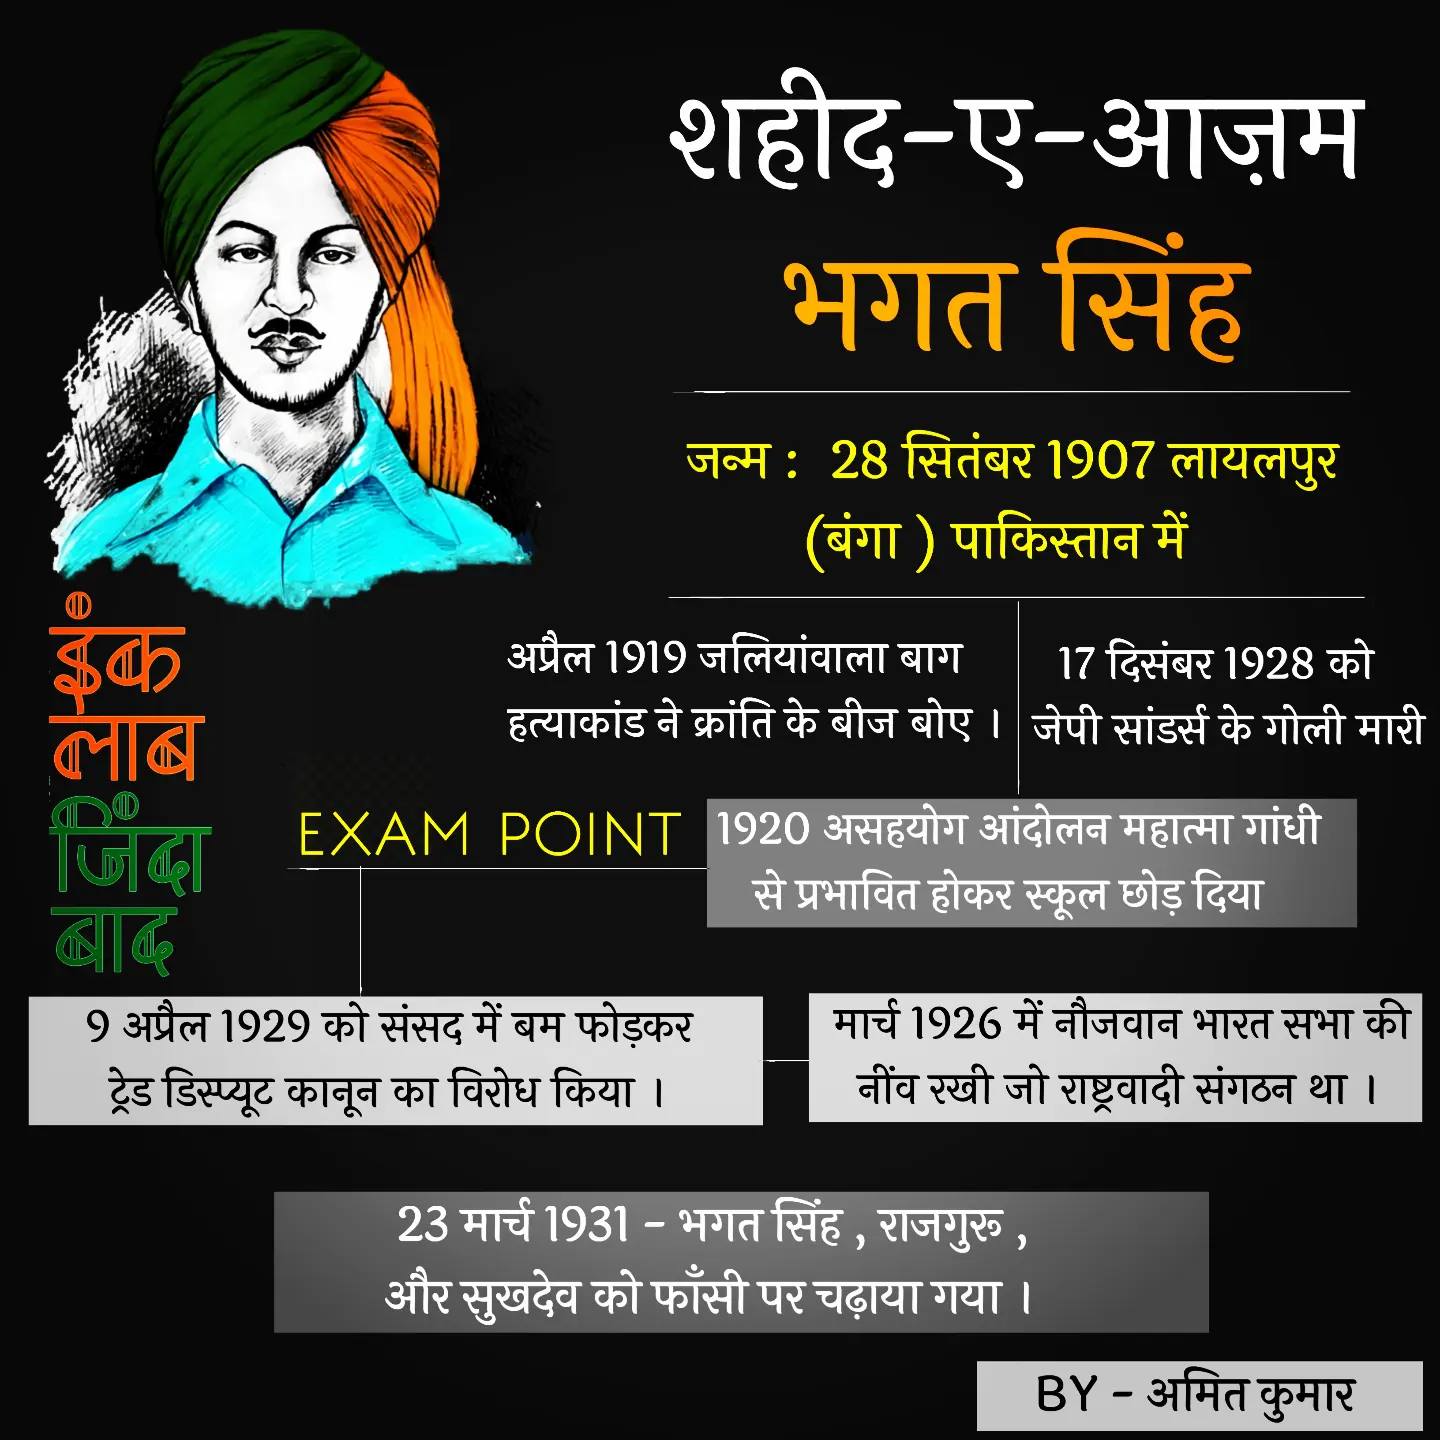 शहीद-ए-आज़म
भगत सिंह
जन्म : 28 सितंबर 1907 लायलपुर
(बंगा ) पाकिस्तान में
इंक
लाब
जिंदा
बाद
अप्रैल 1919 जलियांवाला बाग
हत्याकांड ने क्रांति के बीज बोए ।
17 दिसंबर 1928 को
जेपी सांडर्स के गोली मारी
EXAM POINT
1920 असहयोग आंदोलन महात्मा गांधी
से प्रभावित होकर स्कूल छोड़ दिया
9 अप्रैल 1929 को संसद में बम फोड़कर
ट्रेड डिस्प्यूट कानून का विरोध किया ।
मार्च 1926 में नौजवान भारत सभा की
नींव रखी जो राष्ट्रवादी संगठन था ।
23 मार्च 1931 - भगत सिंह , राजगुरू ,
और सुखदेव को फाँसी पर चढ़ाया गया ।
BY - अमित कुमार